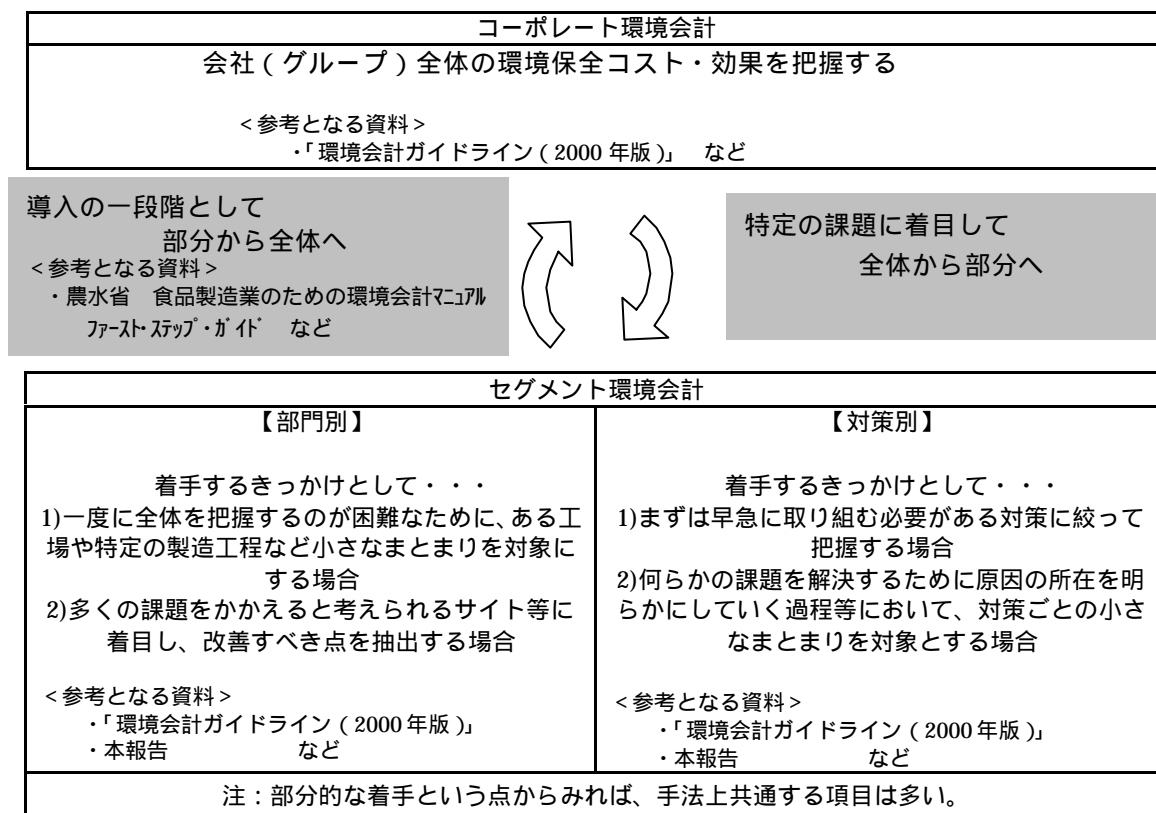 コーポレート環境会計
会社(グループ)全体の環境保全コスト・効果を把握する
<参考となる資料>
・「環境会計ガイドライン(2000年版)」 など
導入の一段階として
部分から全体へ
<参考となる資料>
・農水省 食品製造業のための環境会計ﾏﾆｭｱﾙ
ﾌｧｰｽﾄ･ｽﾃｯﾌﾟ･ｶﾞｲﾄﾞ など
特定の課題に着目して
全体から部分へ
セグメント環境会計
【部門別】
着手するきっかけとして・・・
1)一度に全体を把握するのが困難なために、ある工
場や特定の製造工程など小さなまとまりを対象に
する場合
2)多くの課題をかかえると考えられるサイト等に
着目し、改善すべき点を抽出する場合
<参考となる資料>
・「環境会計ガイドライン(2000年版)」
・本報告 など
【対策別】
着手するきっかけとして・・・
1)まずは早急に取り組む必要がある対策に絞って
把握する場合
2)何らかの課題を解決するために原因の所在を明
らかにしていく過程等において、対策ごとの小さ
なまとまりを対象とする場合
<参考となる資料>
・「環境会計ガイドライン(2000年版)」
・本報告 など
注:部分的な着手という点からみれば、手法上共通する項目は多い。